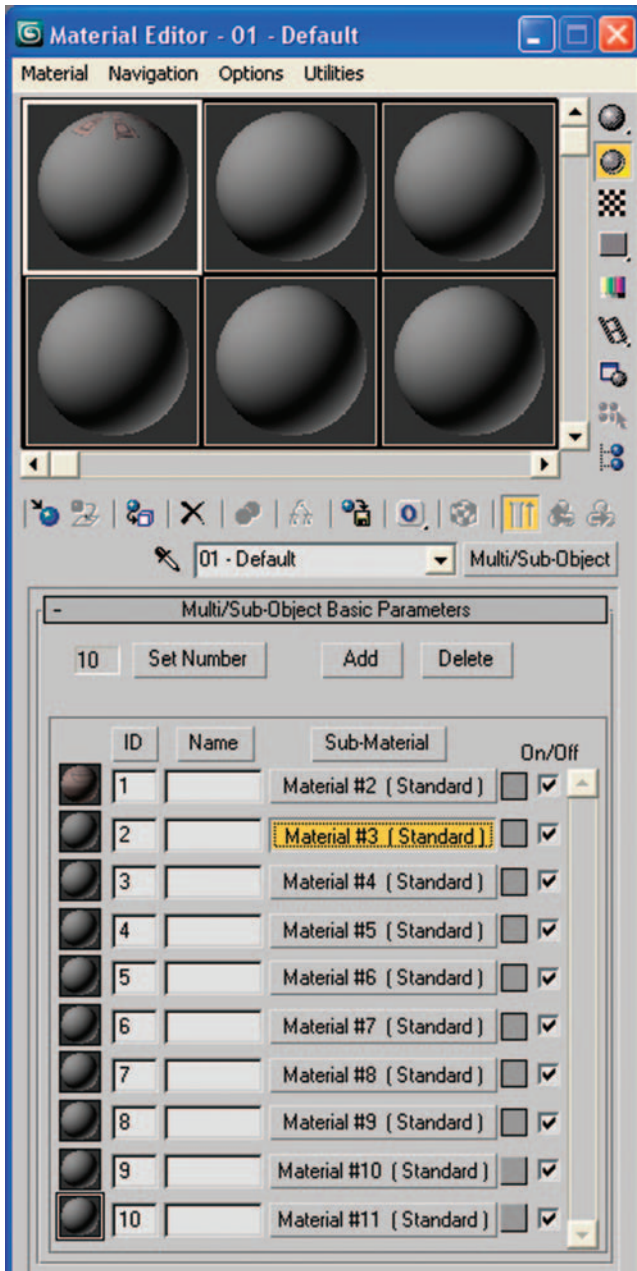 Material Editor - 01 - Default
Material Navigation Options Utilities
01 - Default Multi/Sub-Object
- Multi/Sub-Object Basic Parameters
10 Set Number Add Delete
ID Name Sub-Material On/Off
1 Material #2 ( Standard )
2 Material #3 ( Standard )
3 Material #4 ( Standard )
4 Material #5 ( Standard )
5 Material #6 ( Standard )
6 Material #7 ( Standard )
7 Material #8 ( Standard )
8 Material #9 ( Standard )
9 Material #10 ( Standard )
10 Material #11 ( Standard )